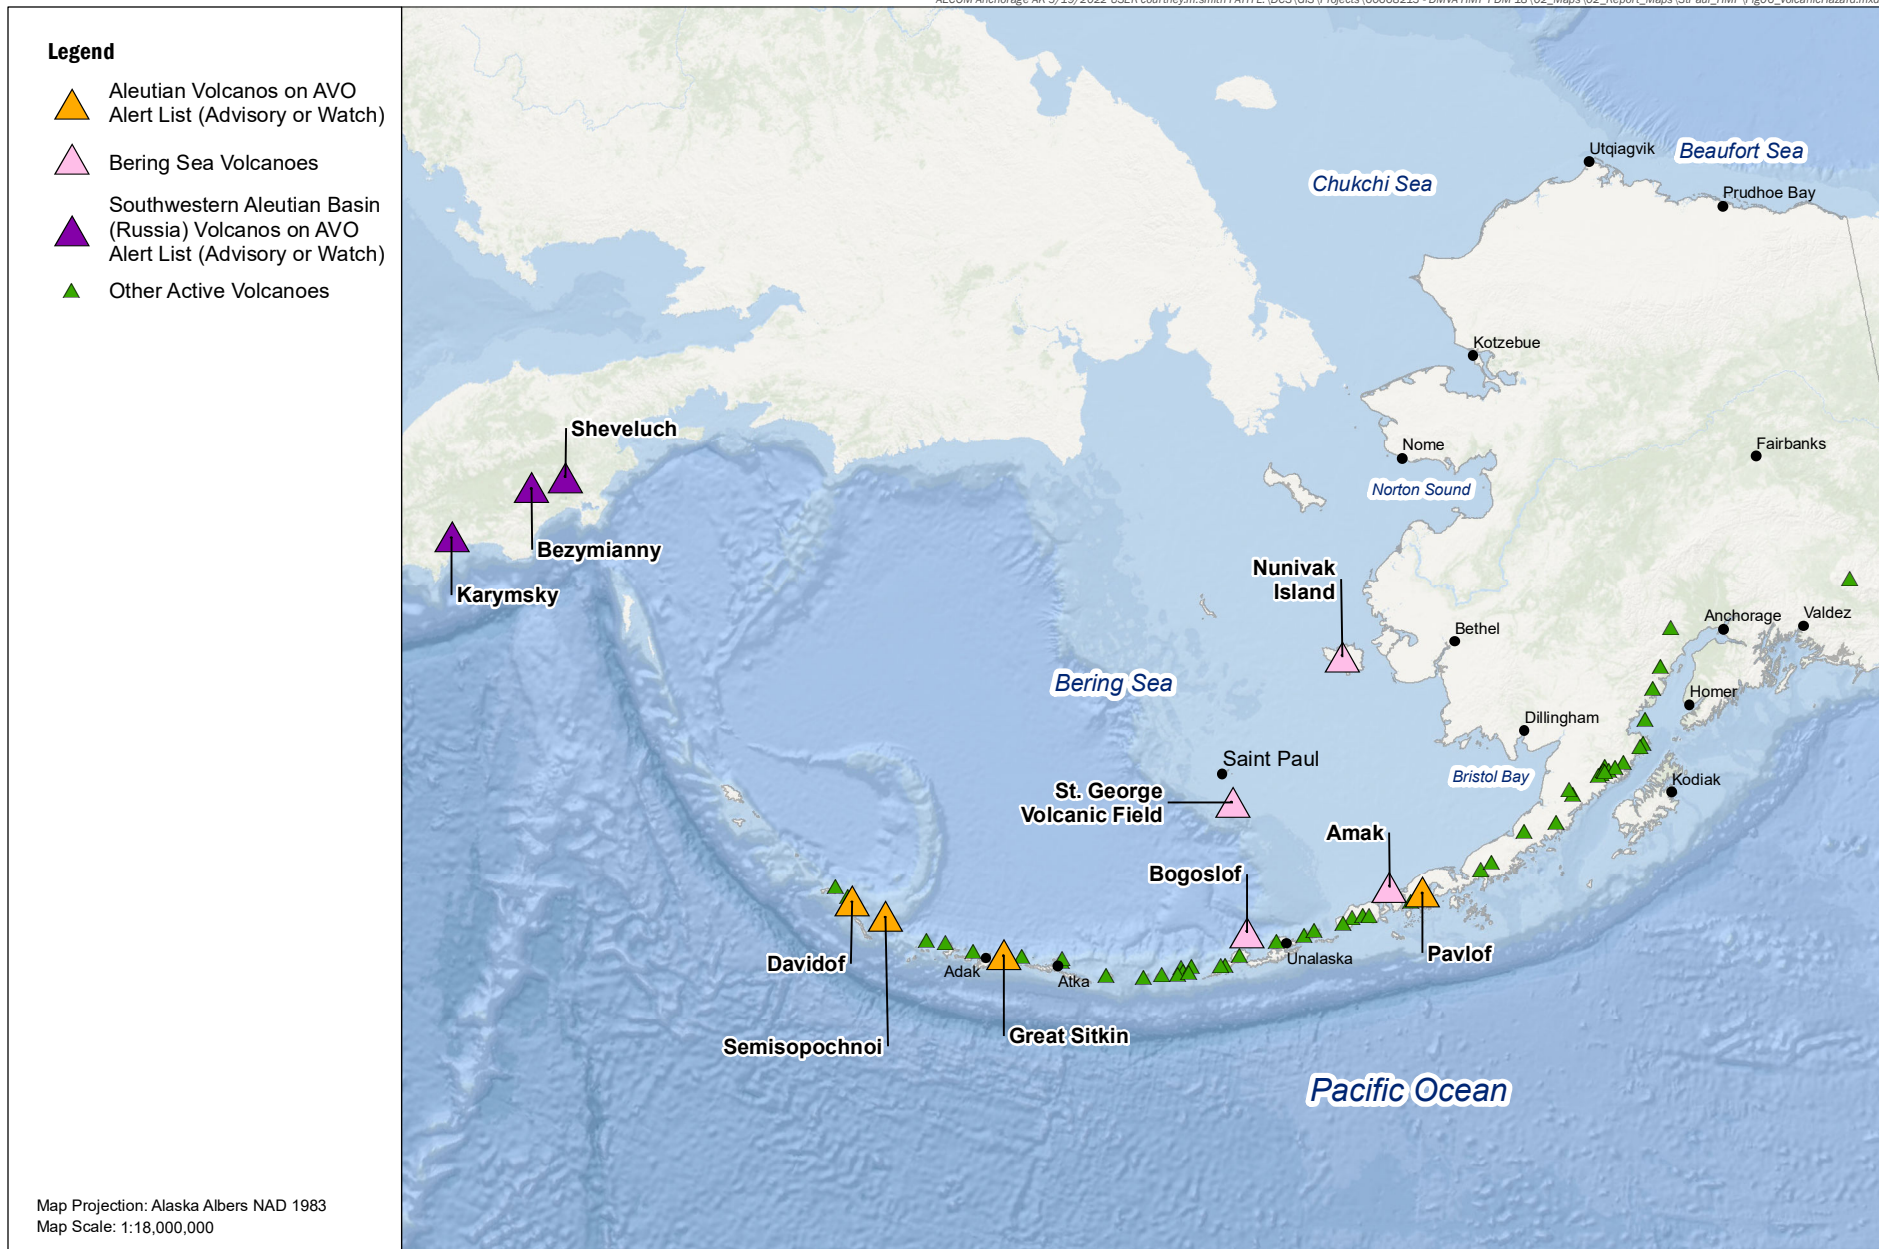 Legend
Aleutian Volcanos on AVO
Alert List (Advisory or Watch)
Bering Sea Volcanoes
Southwestern Aleutian Basin
(Russia) Volcanos on AVO
Alert List (Advisory or Watch)
Other Active Volcanoes
Utqiagvik
Beaufort Sea
Chukchi Sea
Prudhoe Bay
Kotzebue
Sheveluch
Nome
Fairbanks
Norton Sound
Bezymianny
Karymsky
Nunivak
Island
Anchorage
Valdez
Bethel
Bering Sea
Homer
Dillingham
Saint Paul
Bristol Bay
Kodiak
St. George
Volcanic Field
Amak
Bogoslof
Pavlof
Unalaska
Davidof
Adak
Atka
Great Sitkin
Semisopochnoi
Pacific Ocean
Map Projection: Alaska Albers NAD 1983
Map Scale: 1:18,000,000